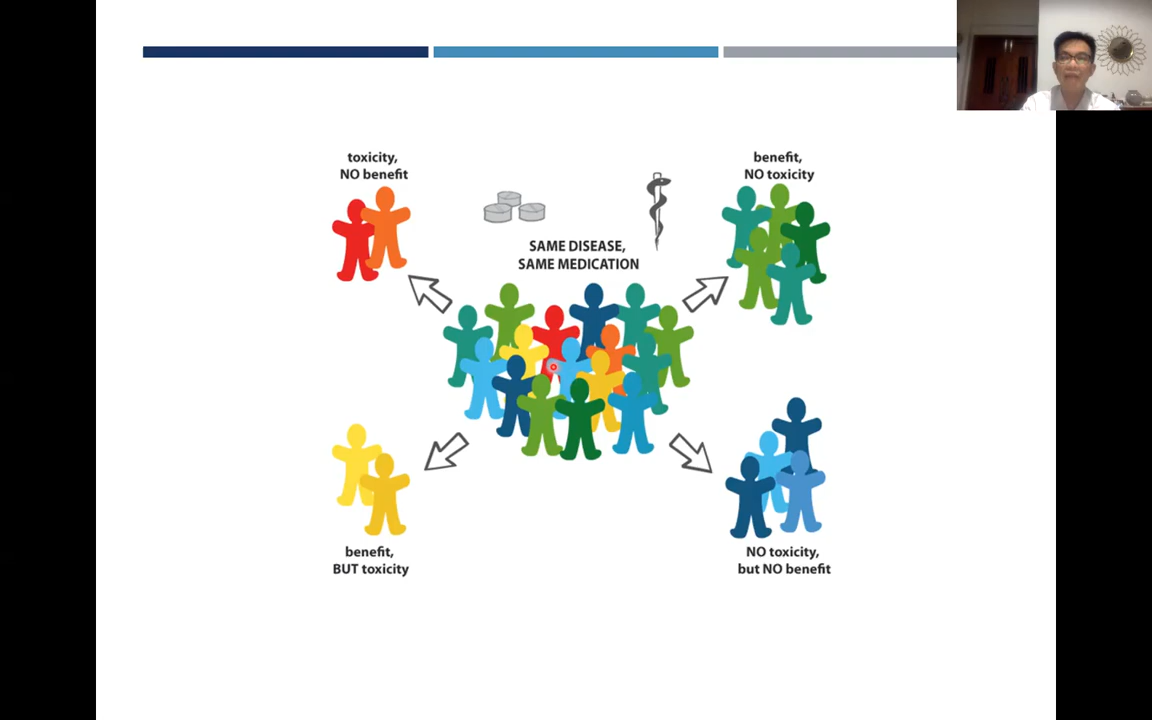 toxicity,
NO benefit
benefit,
NO toxicity
SAME DISEASE,
SAME MEDICATION
benefit,
BUT toxicity
NO toxicity,
but NO benefit